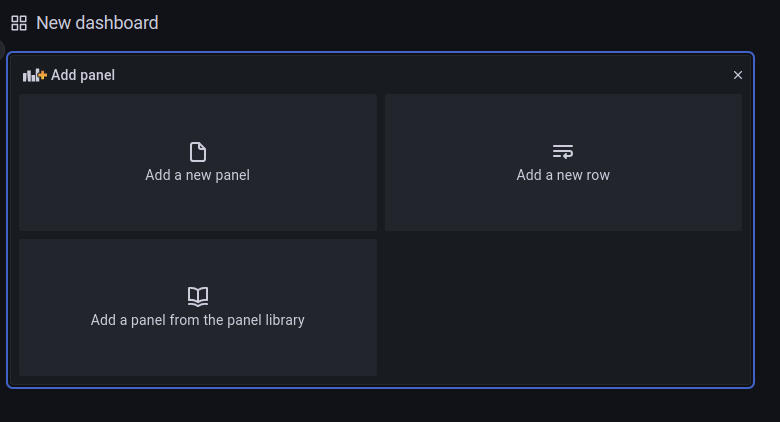 New dashboard
Add panel
Add a new panel
Add a new row
Add a panel from the panel library